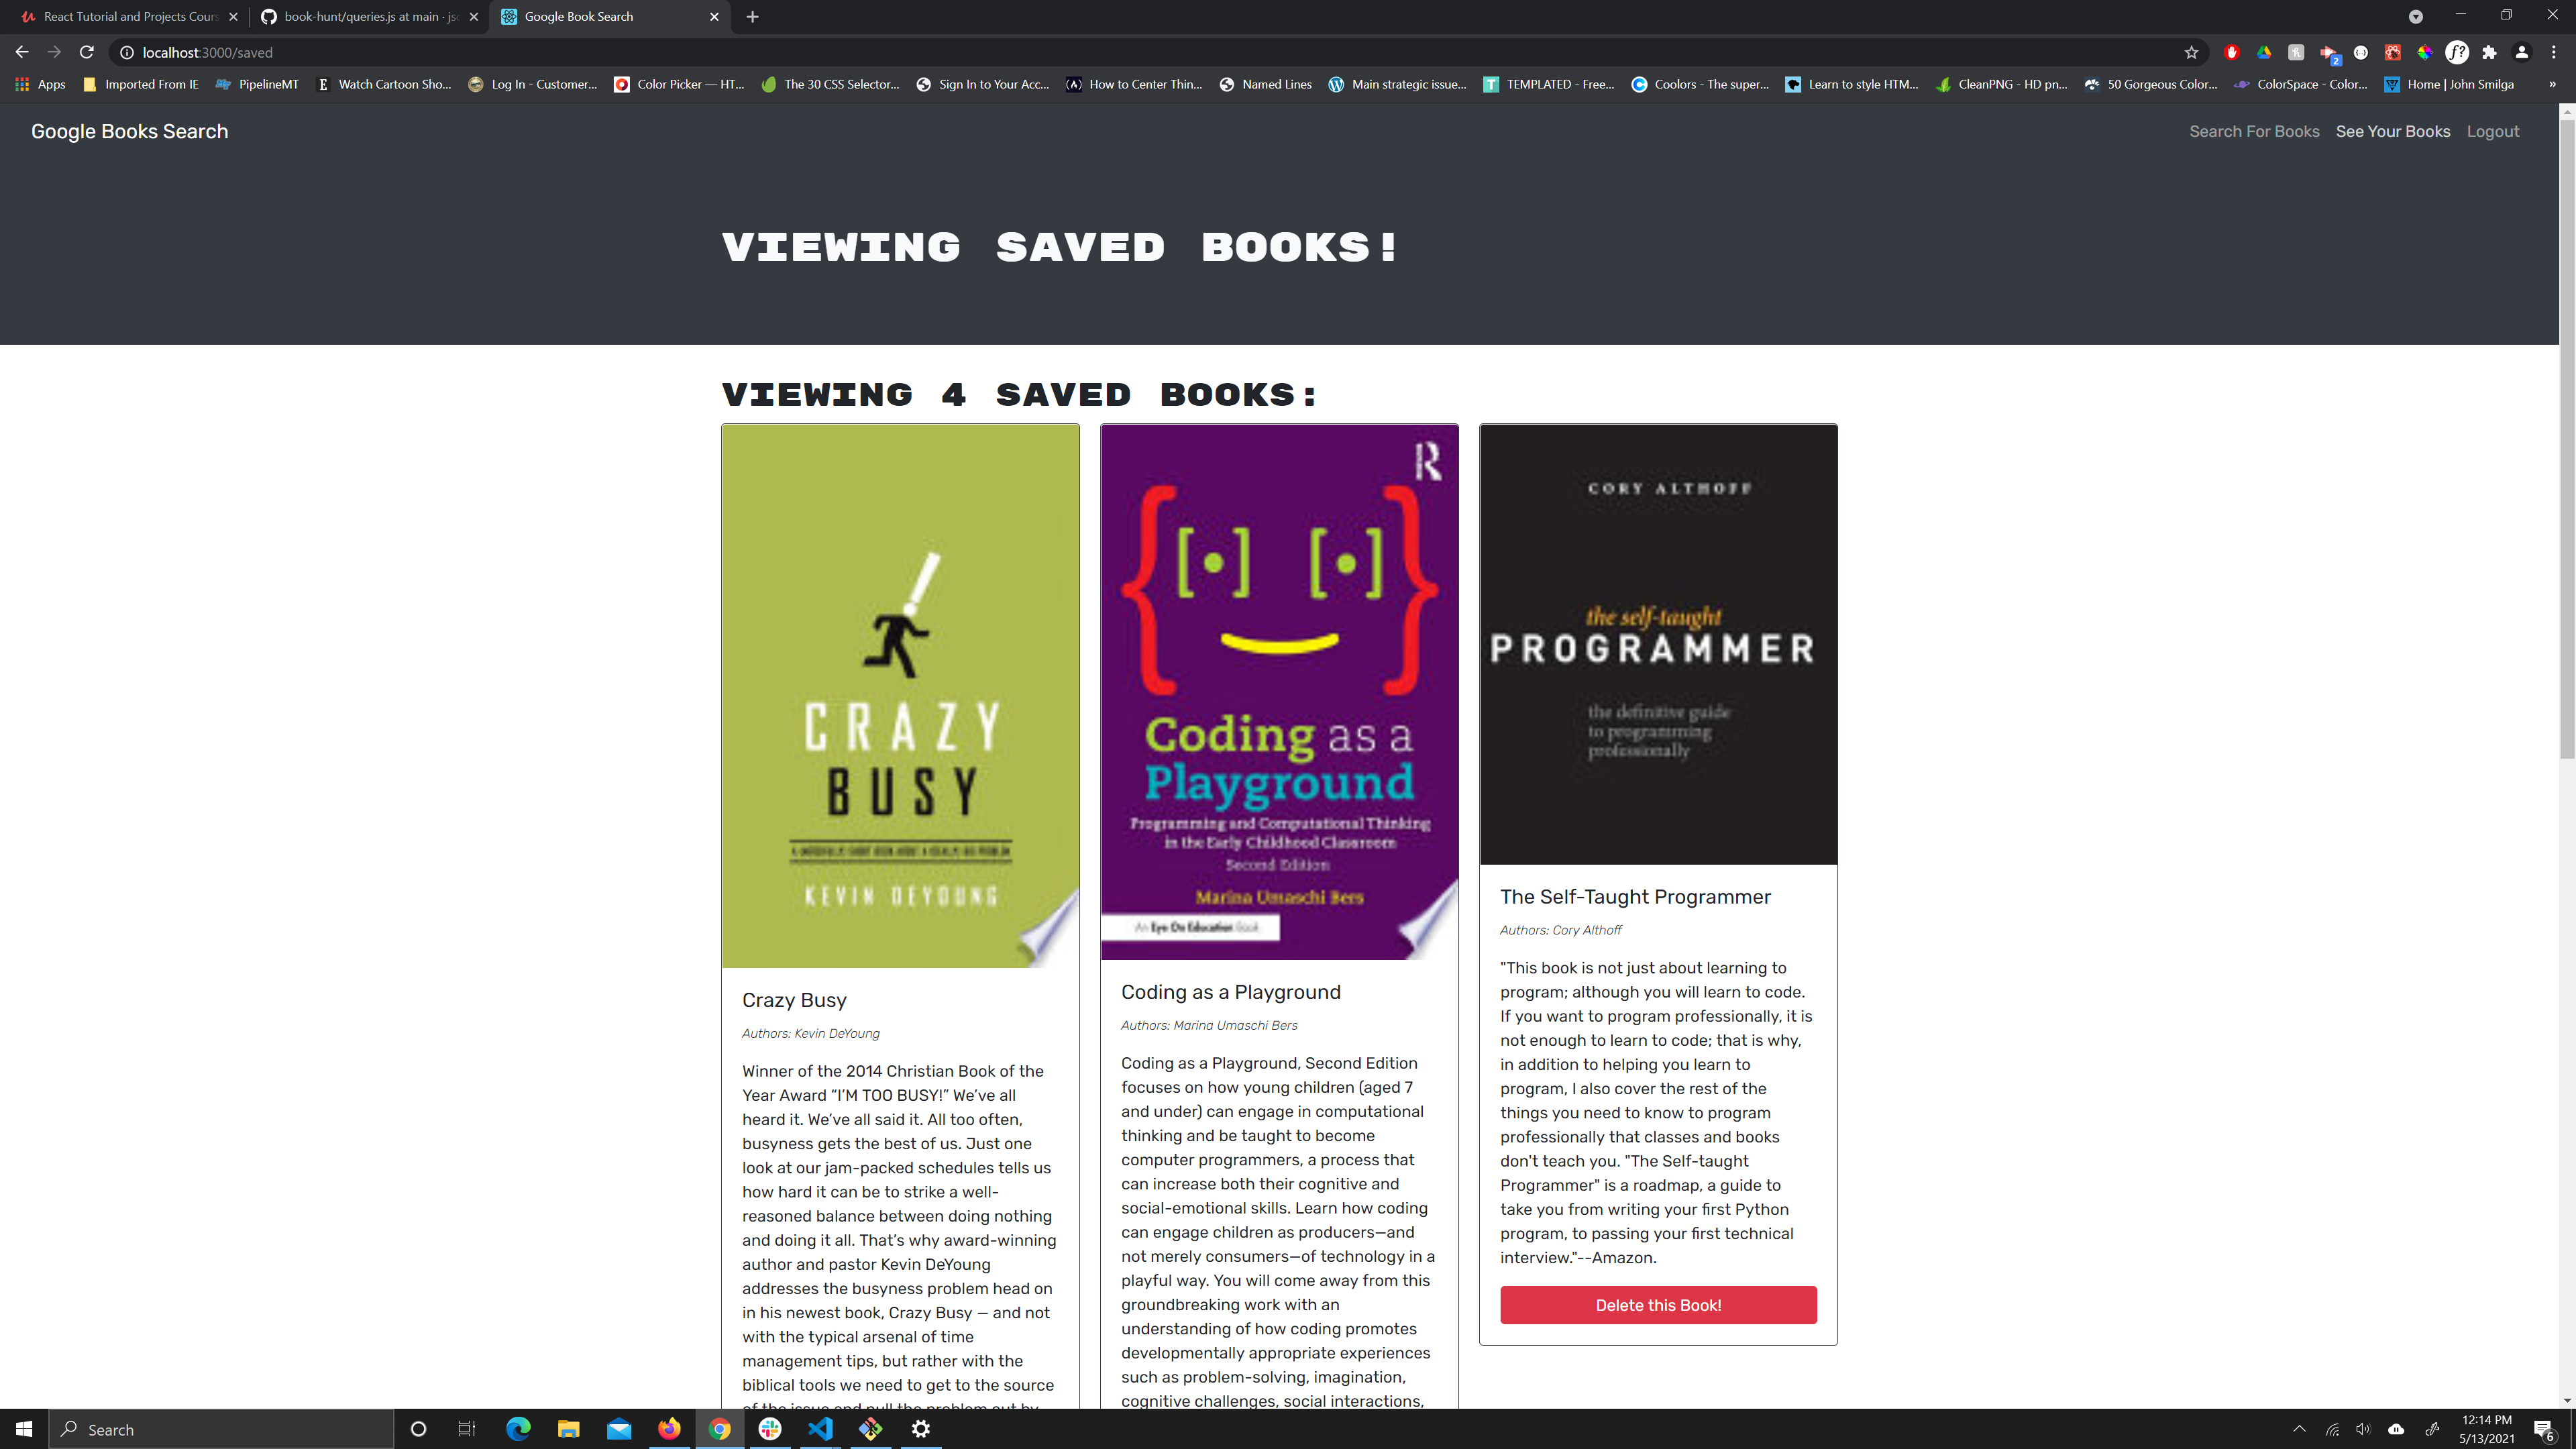 React Tutorial and Projects Cours
book-hunt/queries.js at main · jsc
Google Book Search
localhost:3000/saved
Apps
Imported From IE
PipelineMT
Watch Cartoon Sho...
Log In - Customer...
Color Picker — HT...
The 30 CSS Selector...
Sign In to Your Acc...
How to Center Thin...
Named Lines
Main strategic issue...
TEMPLATED - Free...
Coolors - The super...
Learn to style HTM...
CleanPNG - HD pn...
50 Gorgeous Color...
ColorSpace - Color...
Home | John Smilga
Google Books Search
Search For Books
See Your Books
Logout
VIEWING SAVED BOOKS!
VIEWING 4 SAVED BOOKS:
CRAZY
BUSY
KEVIN DEYOUNG
Crazy Busy
Authors: Kevin DeYoung
Winner of the 2014 Christian Book of the
Year Award “I’M TOO BUSY!” We’ve all
heard it. We’ve all said it. All too often,
busyness gets the best of us. Just one
look at our jam-packed schedules tells us
how hard it can be to strike a well-
reasoned balance between doing nothing
and doing it all. That’s why award-winning
author and pastor Kevin DeYoung
addresses the busyness problem head on
in his newest book, Crazy Busy — and not
with the typical arsenal of time
management tips, but rather with the
biblical tools we need to get to the source
of the issue and pull the problem out by
R
{ [•] [•] }
Coding as a
Playground
Programming and Computational Thinking
in the Early Childhood Classroom
Second Edition
Marina Umaschi Bers
An Eye On Education Book
Coding as a Playground
Authors: Marina Umaschi Bers
Coding as a Playground, Second Edition
focuses on how young children (aged 7
and under) can engage in computational
thinking and be taught to become
computer programmers, a process that
can increase both their cognitive and
social-emotional skills. Learn how coding
can engage children as producers—and
not merely consumers—of technology in a
playful way. You will come away from this
groundbreaking work with an
understanding of how coding promotes
developmentally appropriate experiences
such as problem-solving, imagination,
cognitive challenges, social interactions,
CORY ALTHOFF
the self-taught
PROGRAMMER
the definitive guide
to programming
professionally
The Self-Taught Programmer
Authors: Cory Althoff
"This book is not just about learning to
program; although you will learn to code.
If you want to program professionally, it is
not enough to learn to code; that is why,
in addition to helping you learn to
program, I also cover the rest of the
things you need to know to program
professionally that classes and books
don't teach you. "The Self-taught
Programmer" is a roadmap, a guide to
take you from writing your first Python
program, to passing your first technical
interview."--Amazon.
Delete this Book!
Search
12:14 PM
5/13/2021
6